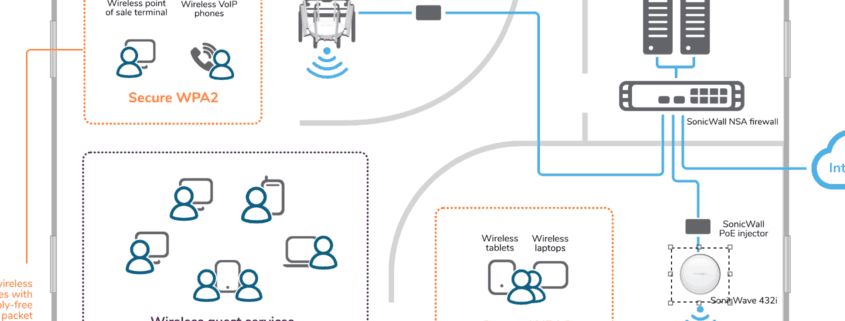 Wireless point
of sale terminal
Wireless VoIP
phones
Secure WPA2
SonicWall NSA firewall
Int
SonicWall
PoE injector
Wireless
tablets
Wireless
laptops
SonicWave 432i
wireless
es with
ply-free
packet
Wireless guest services